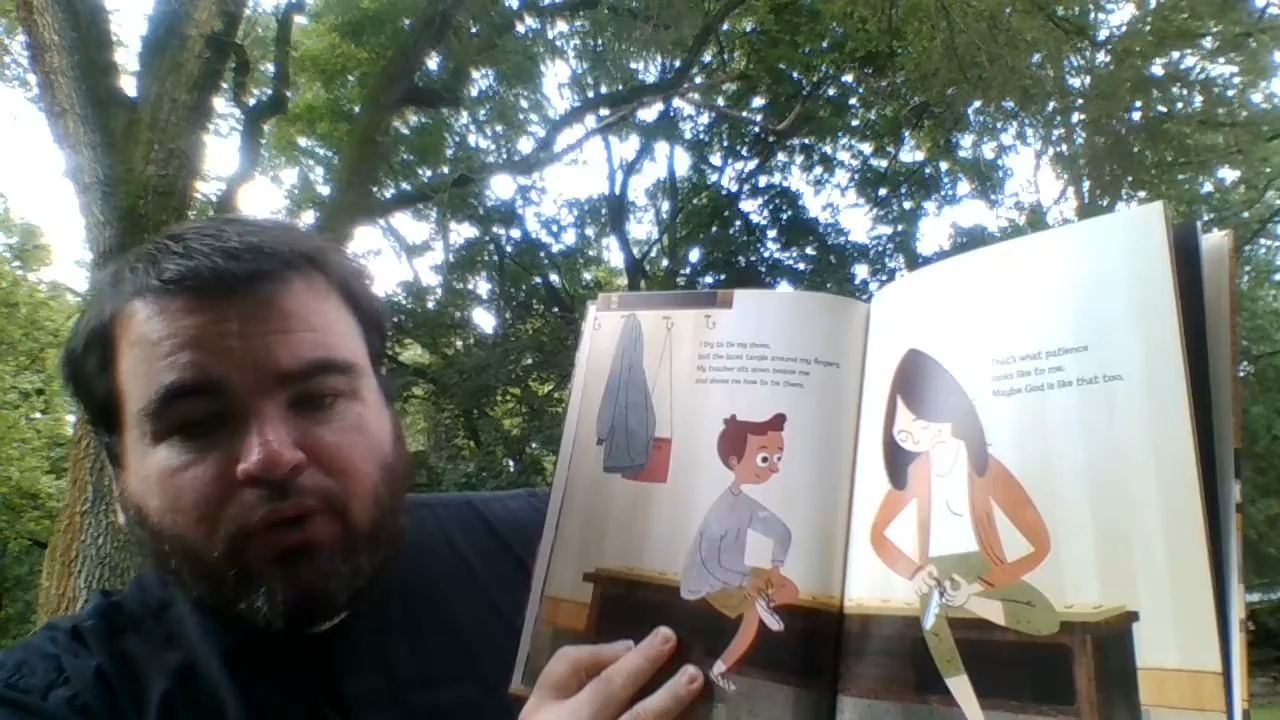 I try to tie my shoes,
but the laces tangle around my fingers.
My teacher sits down beside me
and shows me how to tie them.
That's what patience
looks like to me.
Maybe God is like that too.